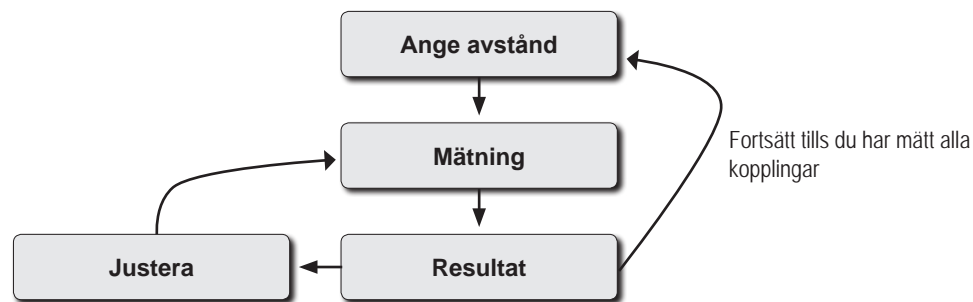 Ange avstånd
Mätning
Fortsätt tills du har mätt alla
kopplingar
Justera
Resultat